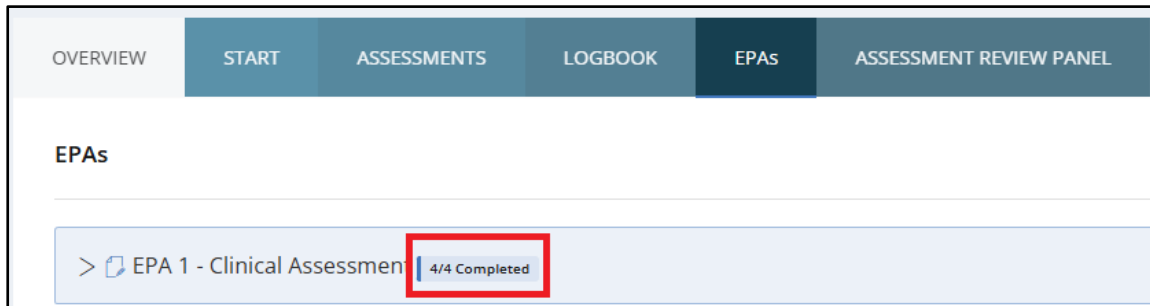 OVERVIEW START ASSESSMENTS LOGBOOK EPAs ASSESSMENT REVIEW PANEL
EPAs
EPA 1 - Clinical Assessment 4/4 Completed